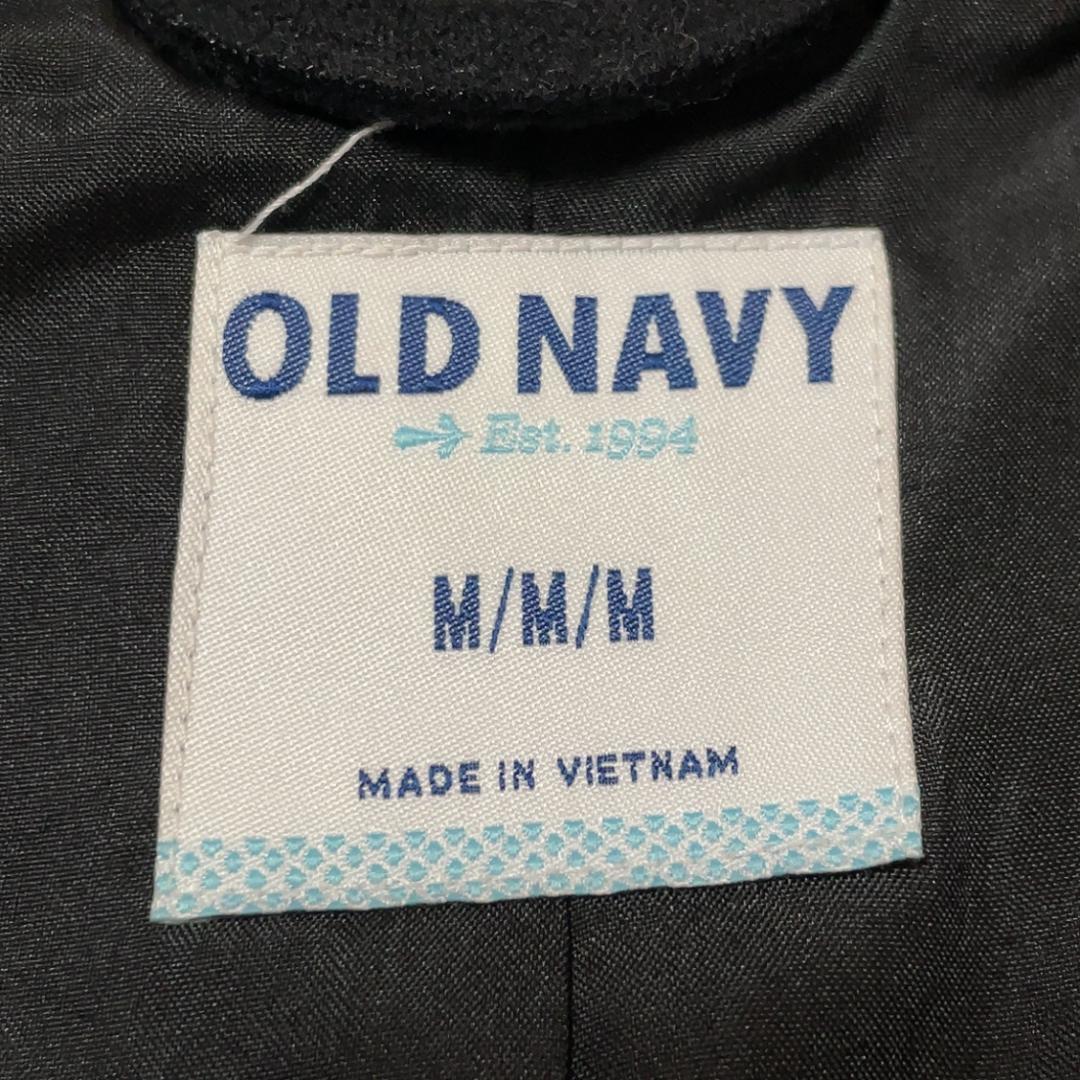 OLD NAVY
Est. 1994
M/M/M
MADE IN VIETNAM